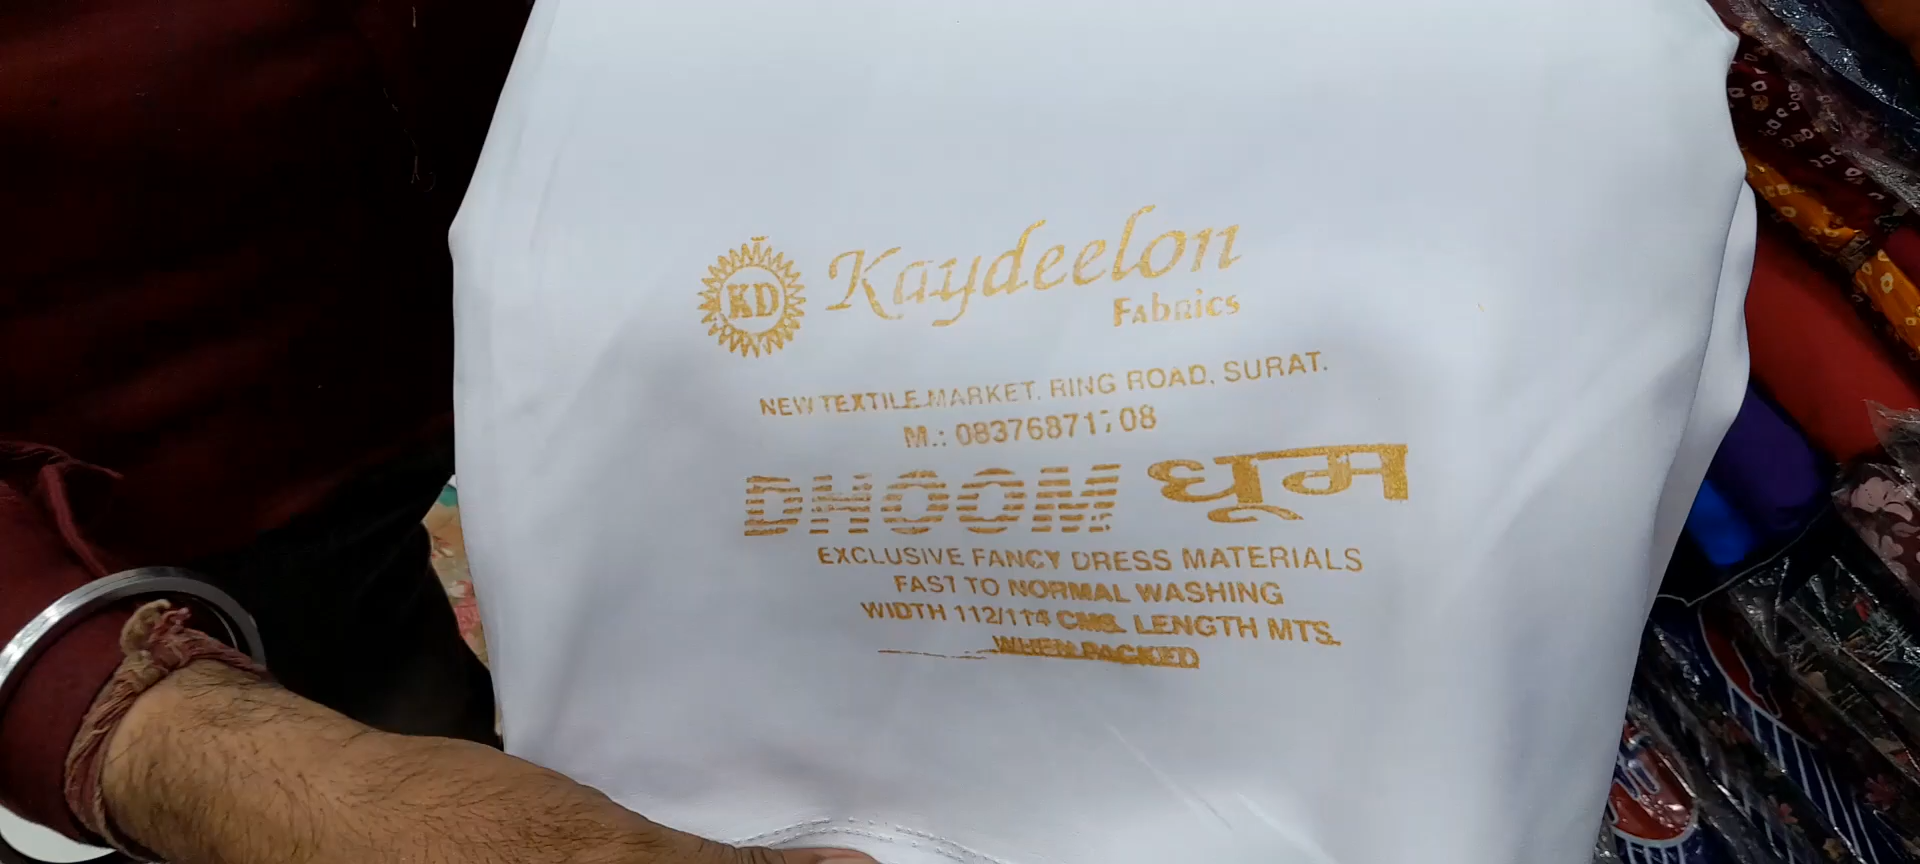 KD Kaydeelon
Fabrics
NEW TEXTILE MARKET, RING ROAD, SURAT.
M.:
DHOOM धूम
EXCLUSIVE FANCY DRESS MATERIALS
FAST TO NORMAL WASHING
WIDTH 112/114 CMS. LENGTH MTS.
WHEN PACKED